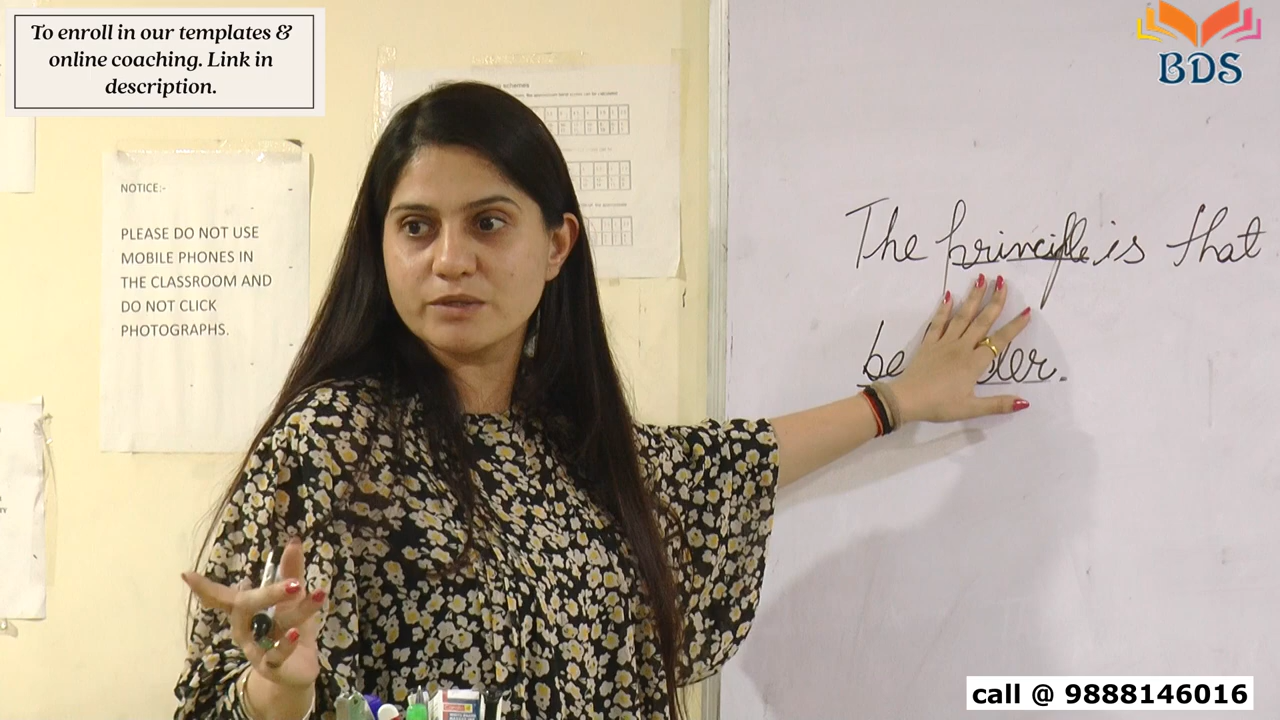 To enroll in our templates &
online coaching. Link in
description.
BDS
schemes
NOTICE:-
PLEASE DO NOT USE
MOBILE PHONES IN
THE CLASSROOM AND
DO NOT CLICK
PHOTOGRAPHS.
The principle is that
call @ 9888146016